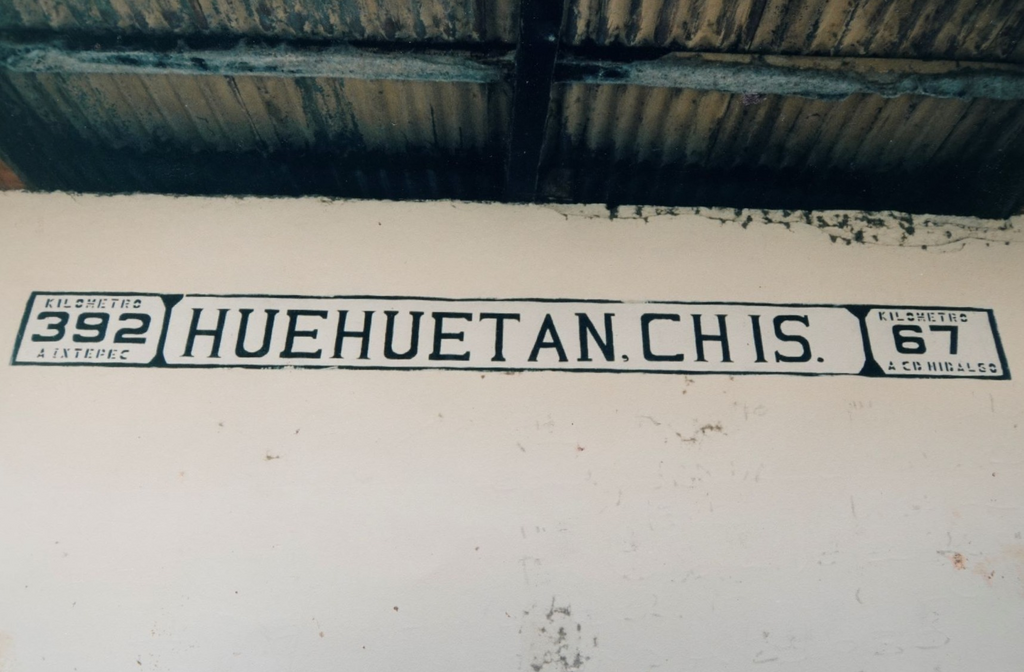 KILOMETRO
392
A IXTEPEC
HUEHUETAN, CHIS.
KILOMETRO
67
A CD HIDALGO